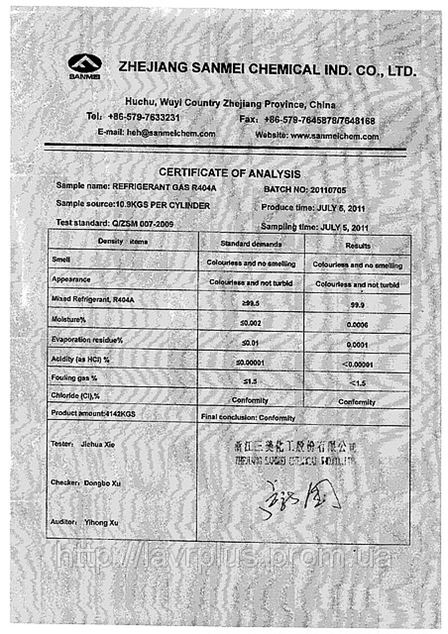 SANMEI
ZHEJIANG SANMEI CHEMICAL IND. CO., LTD.
Huchu, Wuyi Country Zhejiang Province, China
Tel: +86-579-7633231 Fax: +86-579-7645878/7648168
E-mail: heh@sanmeichem.com Website: www.sanmeichem.com
CERTIFICATE OF ANALYSIS
Sample name: REFRIGERANT GAS R404A BATCH NO: 20110705
Sample source:10.9KGS PER CYLINDER Produce time: JULY 5, 2011
Test standard: Q/ZSM 007-2009 Sampling time: JULY 5, 2011
Density items Standard demands Results
Smell Colourless and no smelling Colourless and no smelling
Appearance Colourless and not turbid Colourless and not turbid
Mixed Refrigerant, R404A ≥99.5 99.9
Moisture% ≤0.002 0.0006
Evaporation residue% ≤0.01 0.0001
Acidity (as HCl) % ≤0.00001 <0.00001
Fouling gas % ≤1.5 <1.5
Chloride (Cl),% Conformity Conformity
Product amount:4142KGS Final conclusion: Conformity
Tester: Jiehua Xie
浙江三美化工股份有限公司
ZHEJIANG SANMEI CHEMICAL IND.CO.,LTD.
Checker: Dongbo Xu
Auditor: Yihong Xu
http://lavrplus.prom.ua